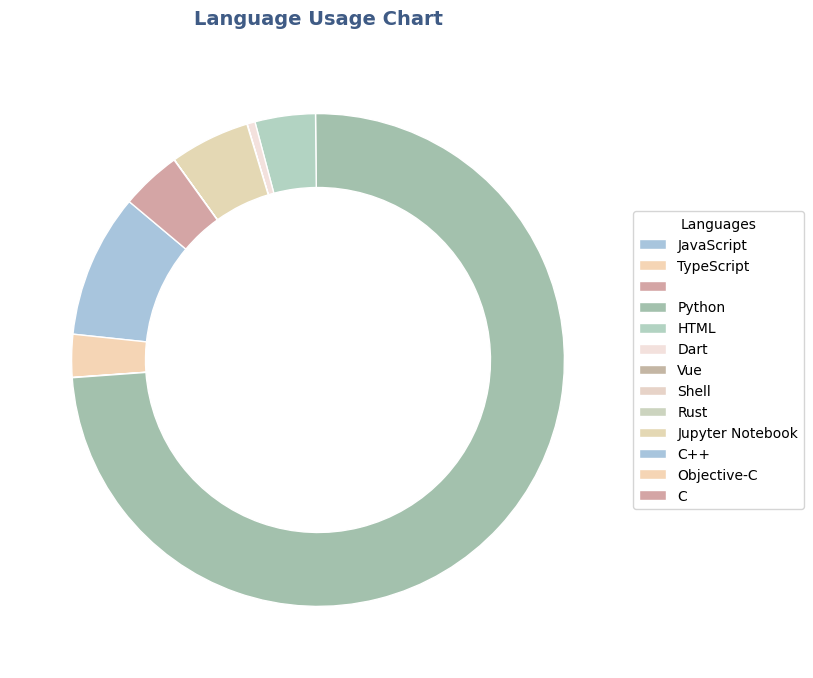 Language Usage Chart
Languages
JavaScript
TypeScript
Python
HTML
Dart
Vue
Shell
Rust
Jupyter Notebook
C++
Objective-C
C